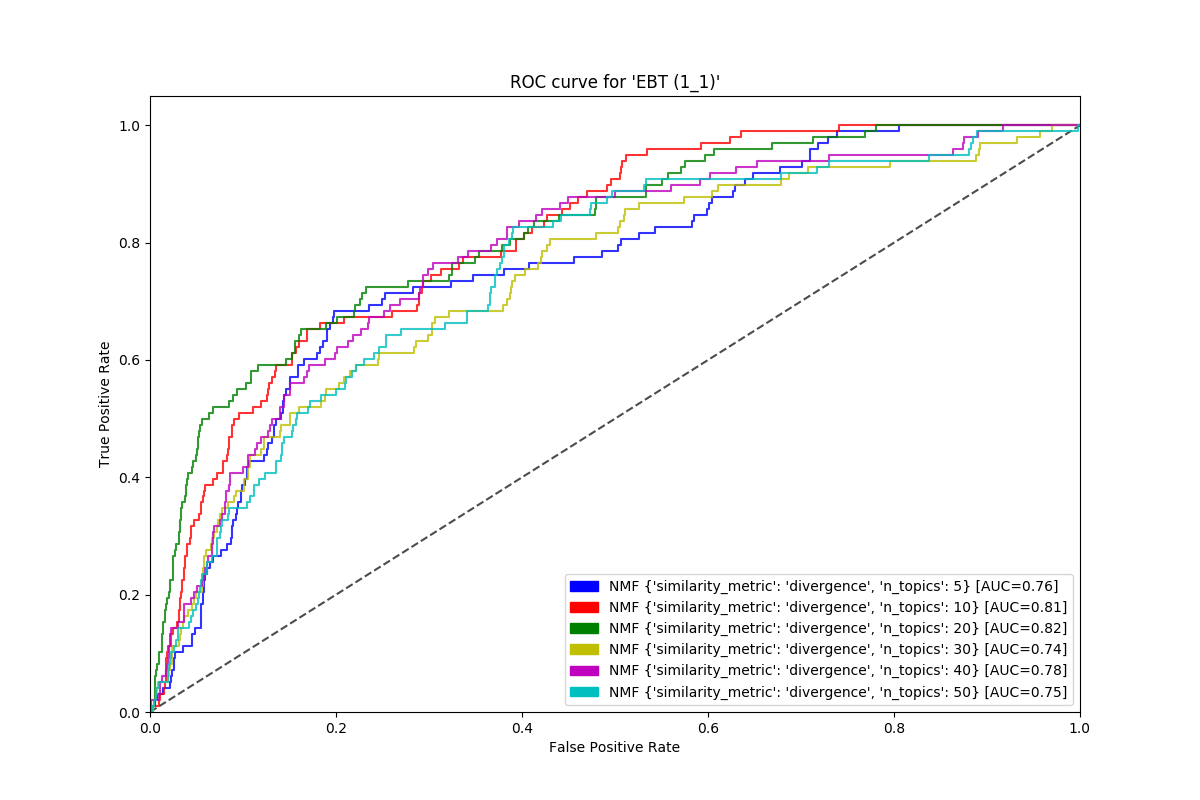 ROC curve for 'EBT (1_1)'
1.0
0.8
0.6
0.4
0.2
0.0
True Positive Rate
NMF {'similarity_metric': 'divergence', 'n_topics': 5} [AUC=0.76]
NMF {'similarity_metric': 'divergence', 'n_topics': 10} [AUC=0.81]
NMF {'similarity_metric': 'divergence', 'n_topics': 20} [AUC=0.82]
NMF {'similarity_metric': 'divergence', 'n_topics': 30} [AUC=0.74]
NMF {'similarity_metric': 'divergence', 'n_topics': 40} [AUC=0.78]
NMF {'similarity_metric': 'divergence', 'n_topics': 50} [AUC=0.75]
0.0 0.2 0.4 0.6 0.8 1.0
False Positive Rate